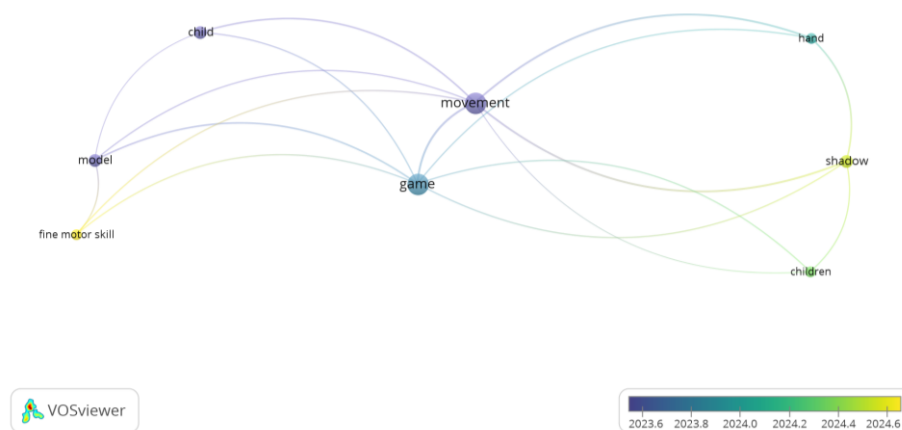 child
hand
movement
model
shadow
game
fine motor skill
children
VOSviewer
2023.6 2023.8 2024.0 2024.2 2024.4 2024.6